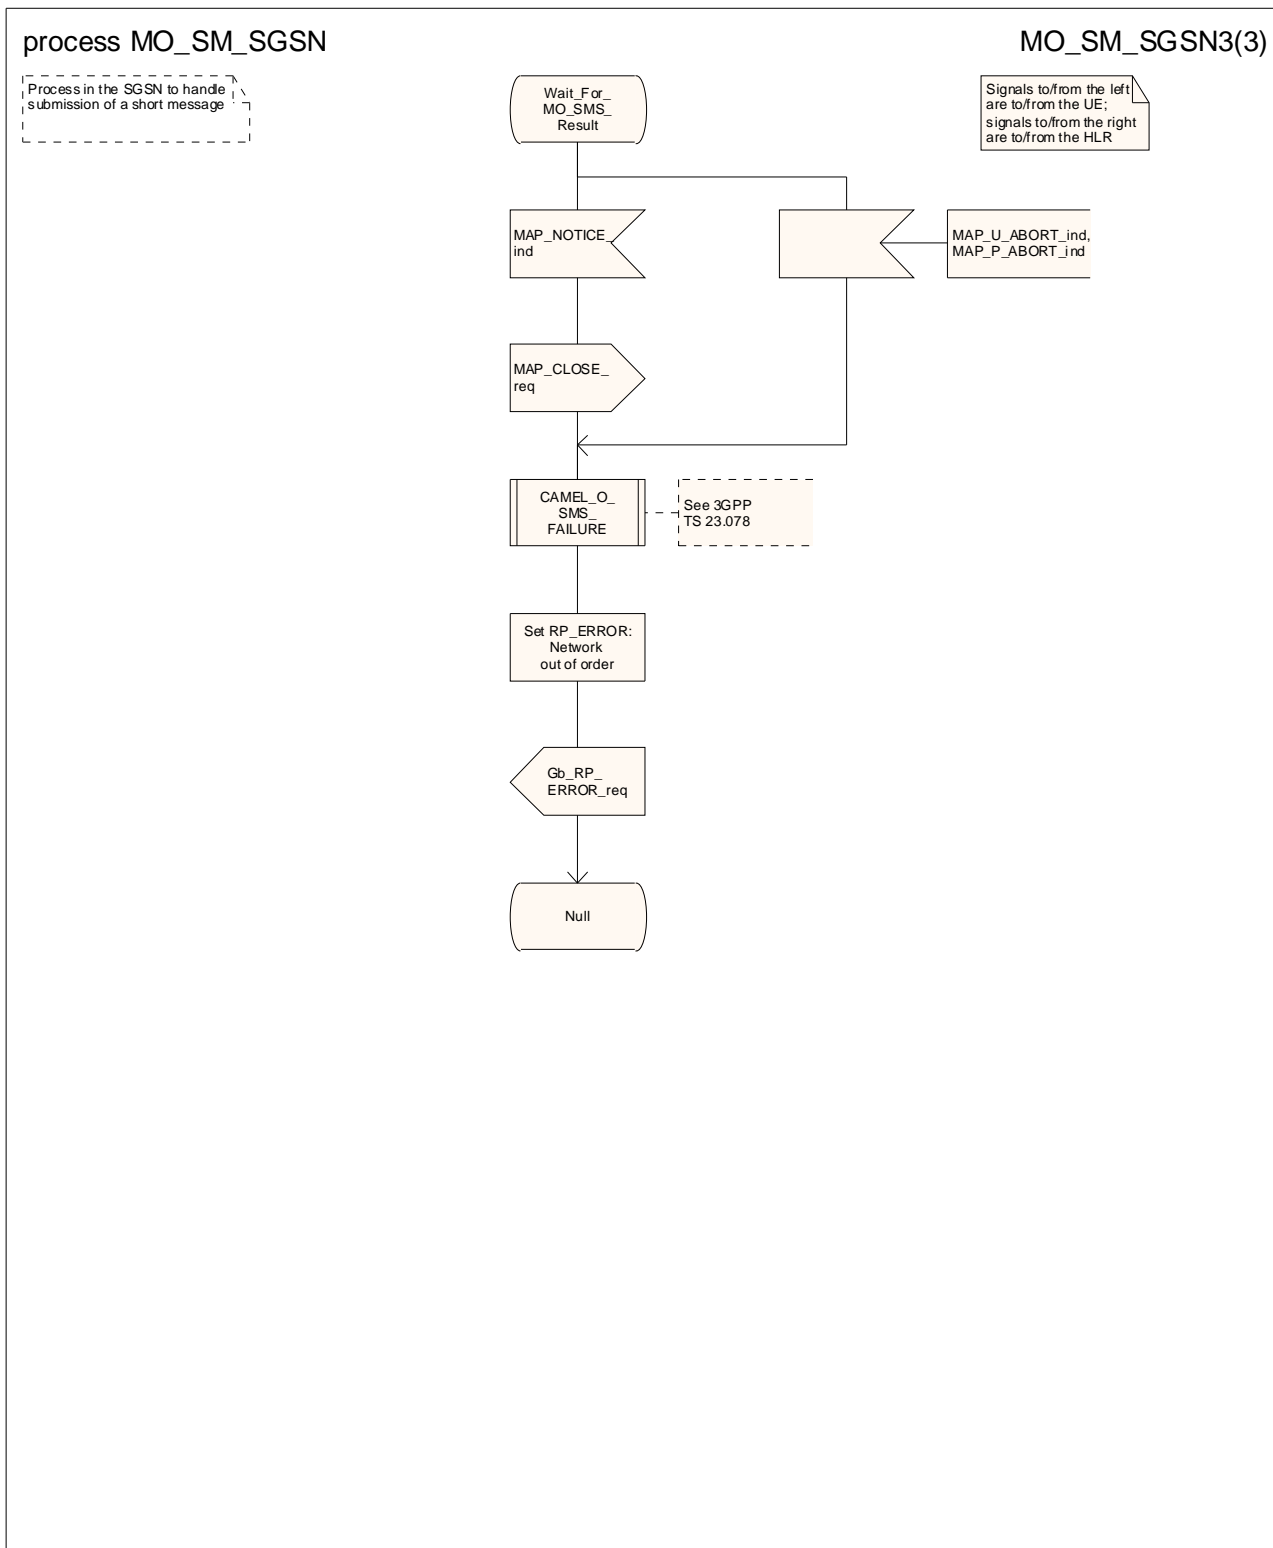 process MO_SM_SGSN
MO_SM_SGSN3(3)
Process in the SGSN to handle
submission of a short message
Wait_For_
MO_SMS_
Result
Signals to/from the left
are to/from the UE;
signals to/from the right
are to/from the HLR
MAP_NOTICE_
ind
MAP_U_ABORT_ind,
MAP_P_ABORT_ind
MAP_CLOSE_
req
CAMEL_O_
SMS_
FAILURE
See 3GPP
TS 23.078
Set RP_ERROR:
Network
out of order
Gb_RP_
ERROR_req
Null